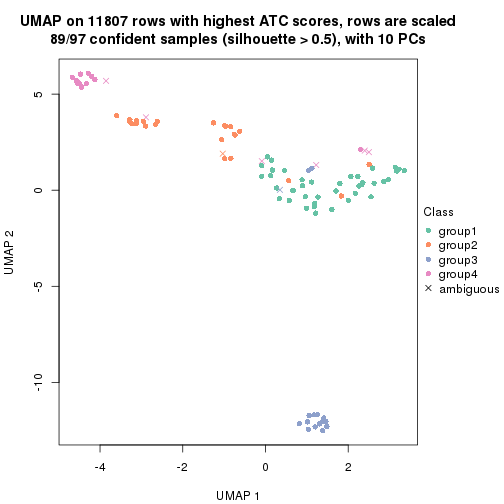 UMAP on 11807 rows with highest ATC scores, rows are scaled
89/97 confident samples (silhouette > 0.5), with 10 PCs
5
0
-5
-10
UMAP 2
-4
-2
0
2
UMAP 1
Class
group1
group2
group3
group4
ambiguous